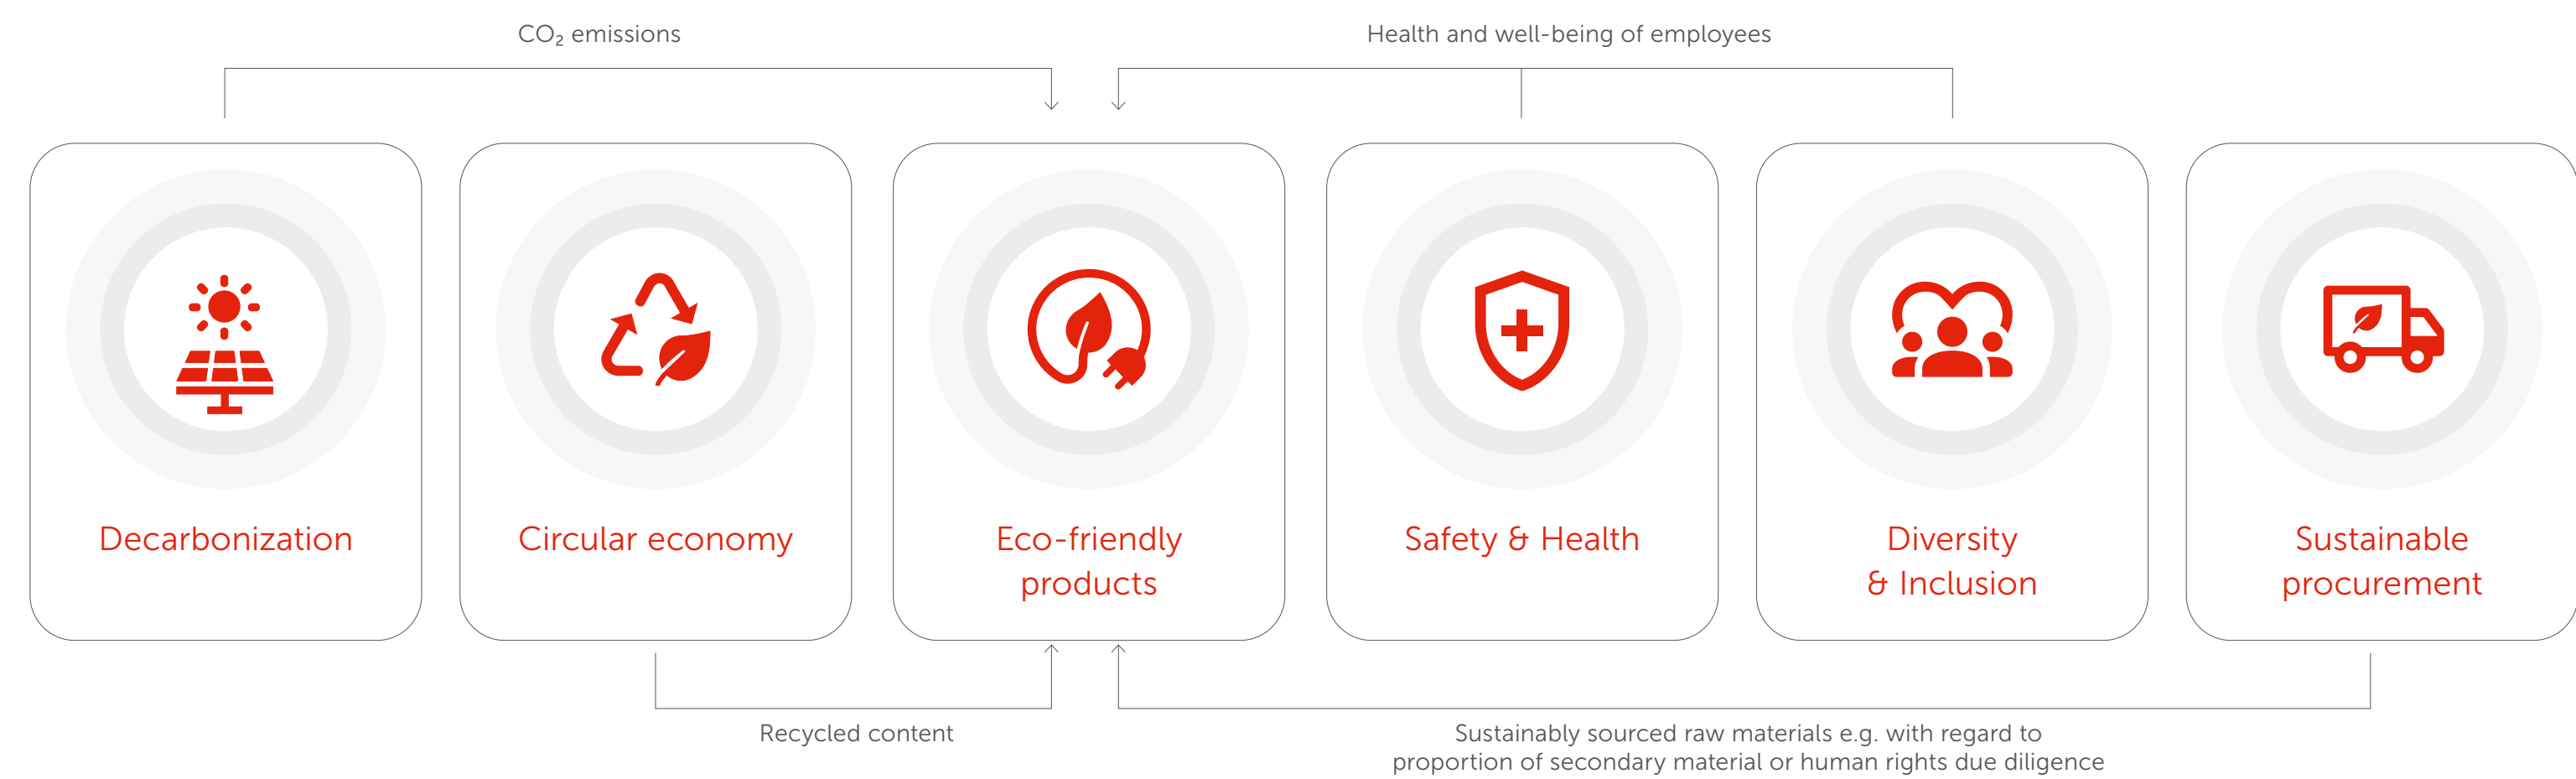 CO₂ emissions
Health and well-being of employees
Decarbonization
Circular economy
Eco-friendly
products
Safety & Health
Diversity
& Inclusion
Sustainable
procurement
Recycled content
Sustainably sourced raw materials e.g. with regard to
proportion of secondary material or human rights due diligence